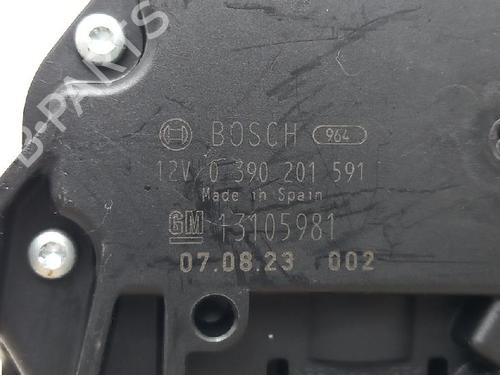 B-PARTS
BOSCH 964
12V 0 390 201 591
Made in Spain
GM 13105981
07.08.23 002